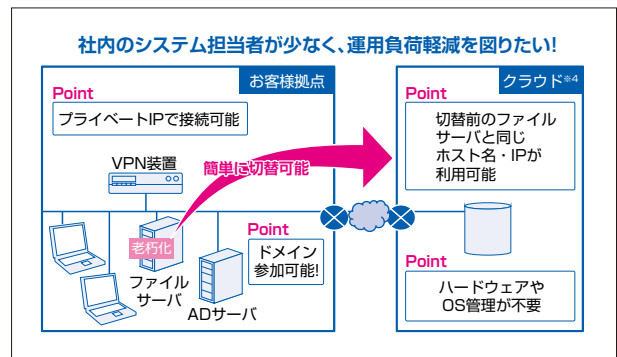 社内のシステム担当者が少なく、運用負荷軽減を図りたい!
お客様拠点
Point
プライベートIPで接続可能
VPN装置
簡単に切替可能
老朽化
ファイル
サーバ
ADサーバ
Point
ドメイン
参加可能!
クラウド※4
Point
切替前のファイル
サーバと同じ
ホスト名・IPが
利用可能
Point
ハードウェアや
OS管理が不要